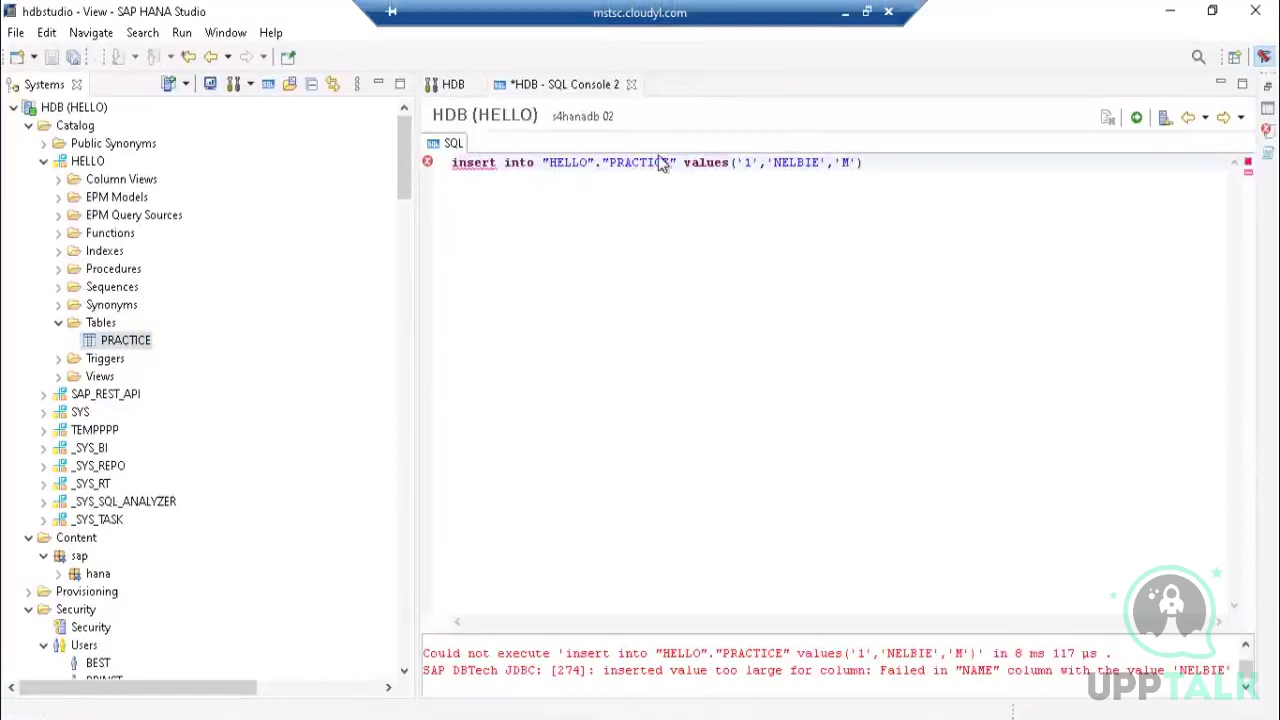 hdbstudio - View - SAP HANA Studio
mstsc.cloudyl.com
File Edit Navigate Search Run Window Help
Systems
HDB
*HDB - SQL Console 2
HDB (HELLO)
Catalog
Public Synonyms
HELLO
Column Views
EPM Models
EPM Query Sources
Functions
Indexes
Procedures
Sequences
Synonyms
Tables
PRACTICE
Triggers
Views
SAP_REST_API
SYS
TEMPPPP
_SYS_BI
_SYS_REPO
_SYS_RT
_SYS_SQL_ANALYZER
_SYS_TASK
Content
sap
hana
Provisioning
Security
Security
Users
BEST
HDB (HELLO) s4hanadb 02
SQL
insert into "HELLO"."PRACTICE" values('1','NELBIE','M')
Could not execute 'insert into "HELLO"."PRACTICE" values('1','NELBIE','M')' in 8 ms 117 µs .
SAP DBTech JDBC: [274]: inserted value too large for column: Failed in "NAME" column with the value 'NELBIE'
UPPTALK